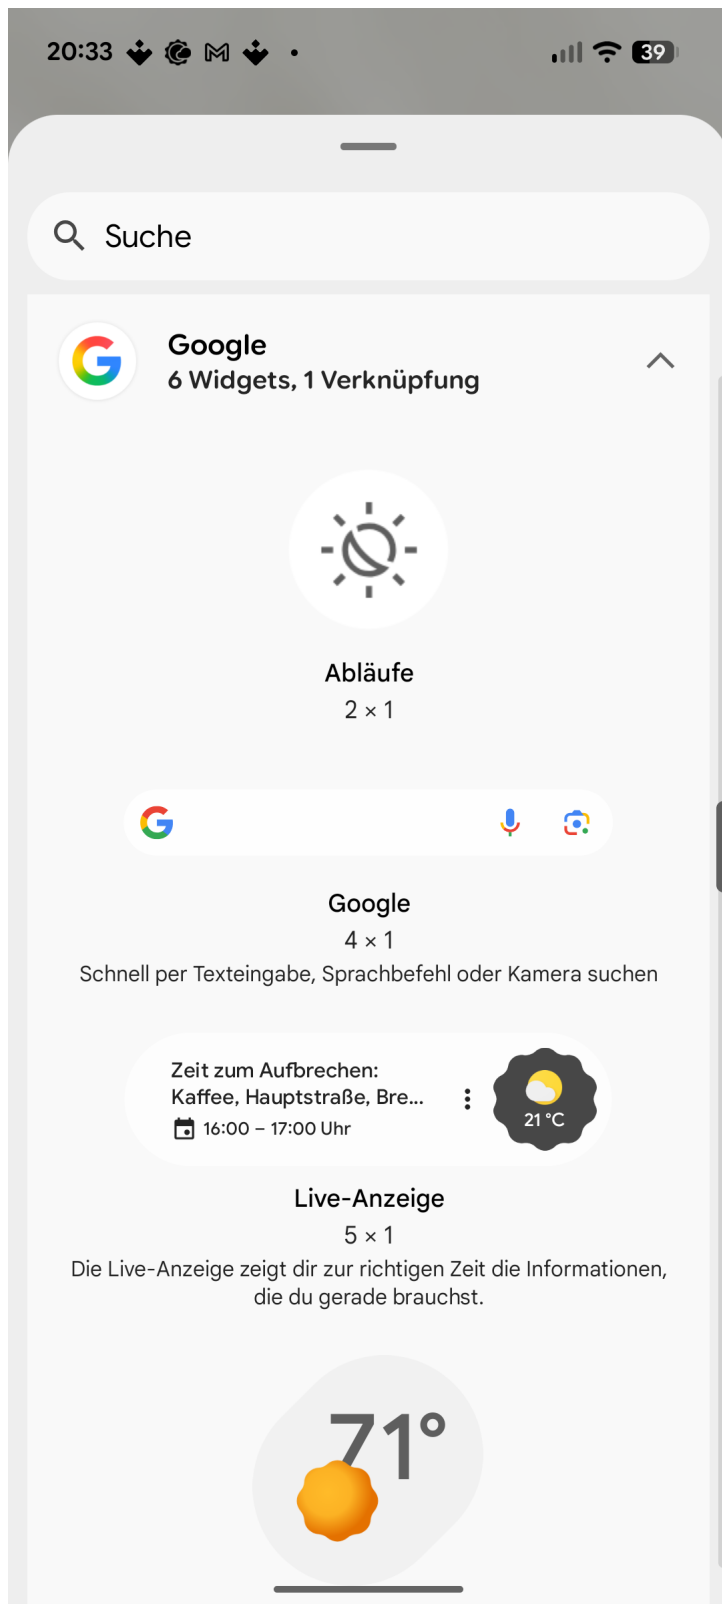 20:33
39
Suche
Google
6 Widgets, 1 Verknüpfung
Abläufe
2 × 1
Google
4 × 1
Schnell per Texteingabe, Sprachbefehl oder Kamera suchen
Zeit zum Aufbrechen:
Kaffee, Hauptstraße, Bre...
16:00 – 17:00 Uhr
21 °C
Live-Anzeige
5 × 1
Die Live-Anzeige zeigt dir zur richtigen Zeit die Informationen,
die du gerade brauchst.
71°